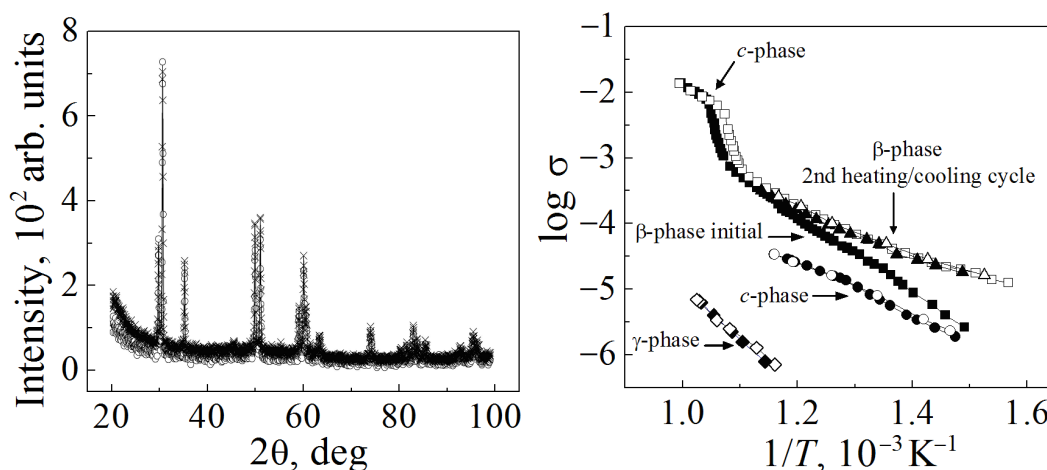 8
6
4
2
0
Intensity, 10² arb. units
20
40
60
80
100
2θ, deg
−1
−2
−3
−4
−5
−6
log σ
c-phase
β-phase
2nd heating/cooling cycle
β-phase initial
c-phase
γ-phase
1.0
1.2
1.4
1.6
1/T, 10⁻³ K⁻¹